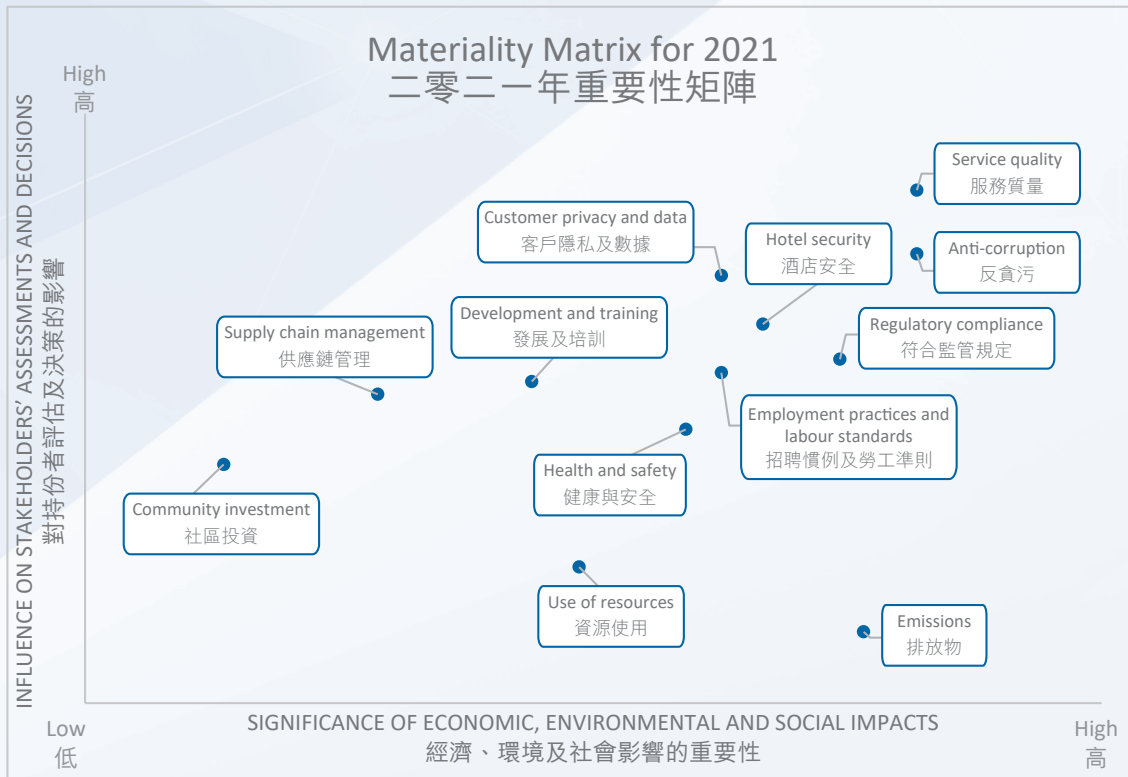 Materiality Matrix for 2021
二零二一年重要性矩陣
High
高
INFLUENCE ON STAKEHOLDERS’ ASSESSMENTS AND DECISIONS
對持份者評估及決策的影響
Service quality
服務質量
Customer privacy and data
客戶隱私及數據
Hotel security
酒店安全
Anti-corruption
反貪污
Supply chain management
供應鏈管理
Development and training
發展及培訓
Regulatory compliance
符合監管規定
Employment practices and
labour standards
招聘慣例及勞工準則
Health and safety
健康與安全
Community investment
社區投資
Use of resources
資源使用
Emissions
排放物
Low
低
SIGNIFICANCE OF ECONOMIC, ENVIRONMENTAL AND SOCIAL IMPACTS
經濟、環境及社會影響的重要性
High
高